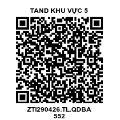 TAND KHU VỰC 5
ZTI290426.TL.QDBA
552